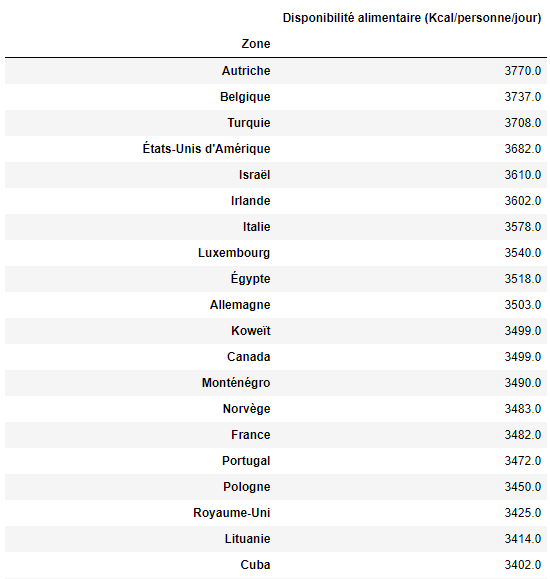 Disponibilité alimentaire (Kcal/personne/jour)
Zone
Autriche 3770.0
Belgique 3737.0
Turquie 3708.0
États-Unis d'Amérique 3682.0
Israël 3610.0
Irlande 3602.0
Italie 3578.0
Luxembourg 3540.0
Égypte 3518.0
Allemagne 3503.0
Koweït 3499.0
Canada 3499.0
Monténégro 3490.0
Norvège 3483.0
France 3482.0
Portugal 3472.0
Pologne 3450.0
Royaume-Uni 3425.0
Lituanie 3414.0
Cuba 3402.0